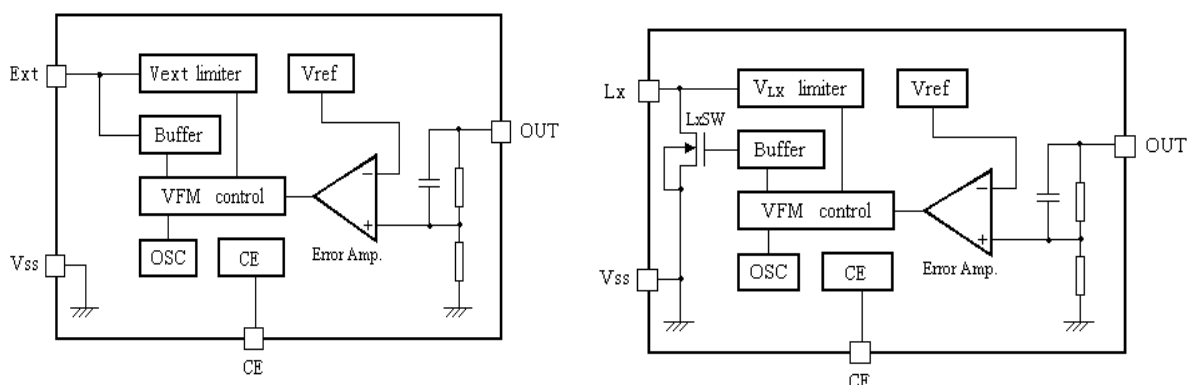 Ext
Vext limiter
Vref
Buffer
OUT
−
VFM control
+
Error Amp.
OSC
CE
Vss
CE
Lx
VLX limiter
Vref
LxSW
Buffer
OUT
−
VFM control
+
Error Amp.
OSC
CE
Vss
CE